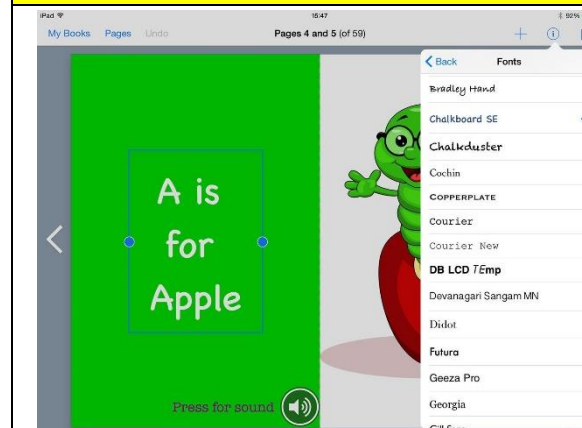 iPad
15:47
92%
My Books Pages Undo
Pages 4 and 5 (of 59)
Back Fonts
Bradley Hand
Chalkboard SE
Chalkduster
Cochin
COPPERPLATE
Courier
Courier New
DB LCD TEmp
Devanagari Sangam MN
Didot
Futura
Geeza Pro
Georgia
A is
for
Apple
Press for sound